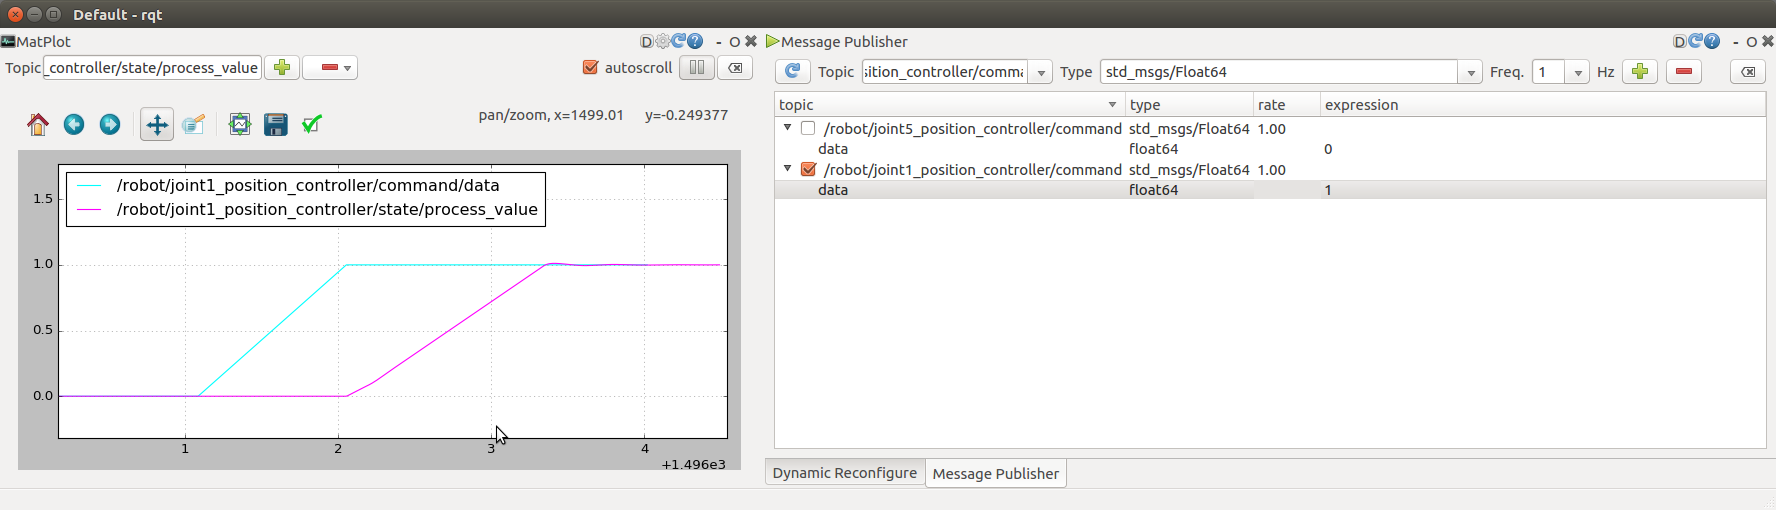 Default - rqt
MatPlot
D
?
- O
Topic _controller/state/process_value
autoscroll
pan/zoom, x=1499.01 y=-0.249377
/robot/joint1_position_controller/command/data
/robot/joint1_position_controller/state/process_value
1.5
1.0
0.5
0.0
1 2 3 4
+1.496e3
Message Publisher
D
?
- O
Topic sition_controller/comma Type std_msgs/Float64 Freq. 1 Hz
topic type rate expression
/robot/joint5_position_controller/command std_msgs/Float64 1.00
data float64 0
/robot/joint1_position_controller/command std_msgs/Float64 1.00
data float64 1
Dynamic Reconfigure Message Publisher